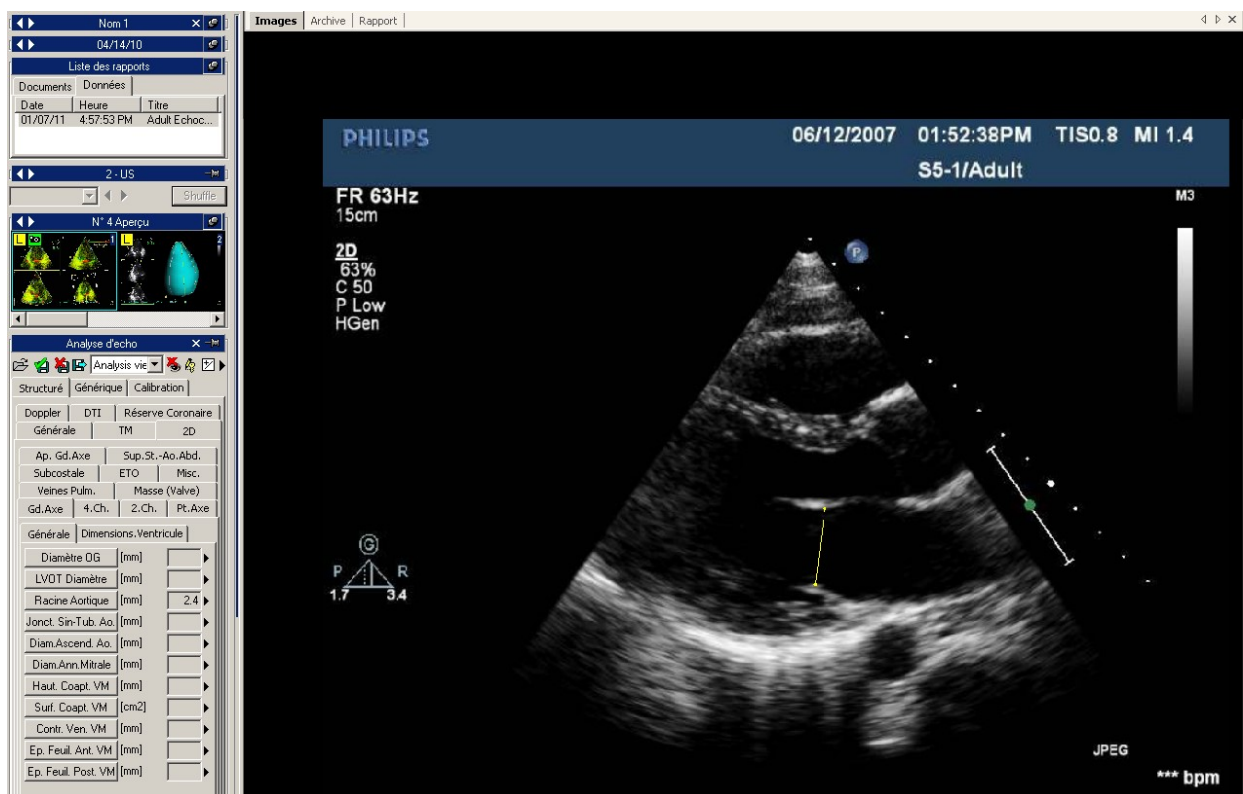 Nom 1
04/14/10
Liste des rapports
Documents Données
Date Heure Titre
01/07/11 4:57:53 PM Adult Echoc...
2 - US
Shuffle
N° 4 Aperçu
L L 1 2
Analyse d'echo
Analysis vie
Structuré Générique Calibration
Doppler DTI Réserve Coronaire
Générale TM 2D
Ap. Gd.Axe Sup.St.-Ao.Abd.
Subcostale ETO Misc.
Veines Pulm. Masse (Valve)
Gd.Axe 4.Ch. 2.Ch. Pt.Axe
Générale Dimensions.Ventricule
Diamètre OG [mm]
LVOT Diamètre [mm]
Racine Aortique [mm] 2.4
Jonct. Sin-Tub. Ao. [mm]
Diam.Ascend. Ao. [mm]
Diam.Ann.Mitrale [mm]
Haut. Coapt. VM [mm]
Surf. Coapt. VM [cm2]
Contr. Ven. VM [mm]
Ep. Feuil. Ant. VM [mm]
Ep. Feuil. Post. VM [mm]
Images Archive Rapport
PHILIPS 06/12/2007 01:52:38PM TIS0.8 MI 1.4
S5-1/Adult
FR 63Hz
15cm
M3
2D
63%
C 50
P Low
HGen
P
G
P R
1.7 3.4
JPEG
*** bpm